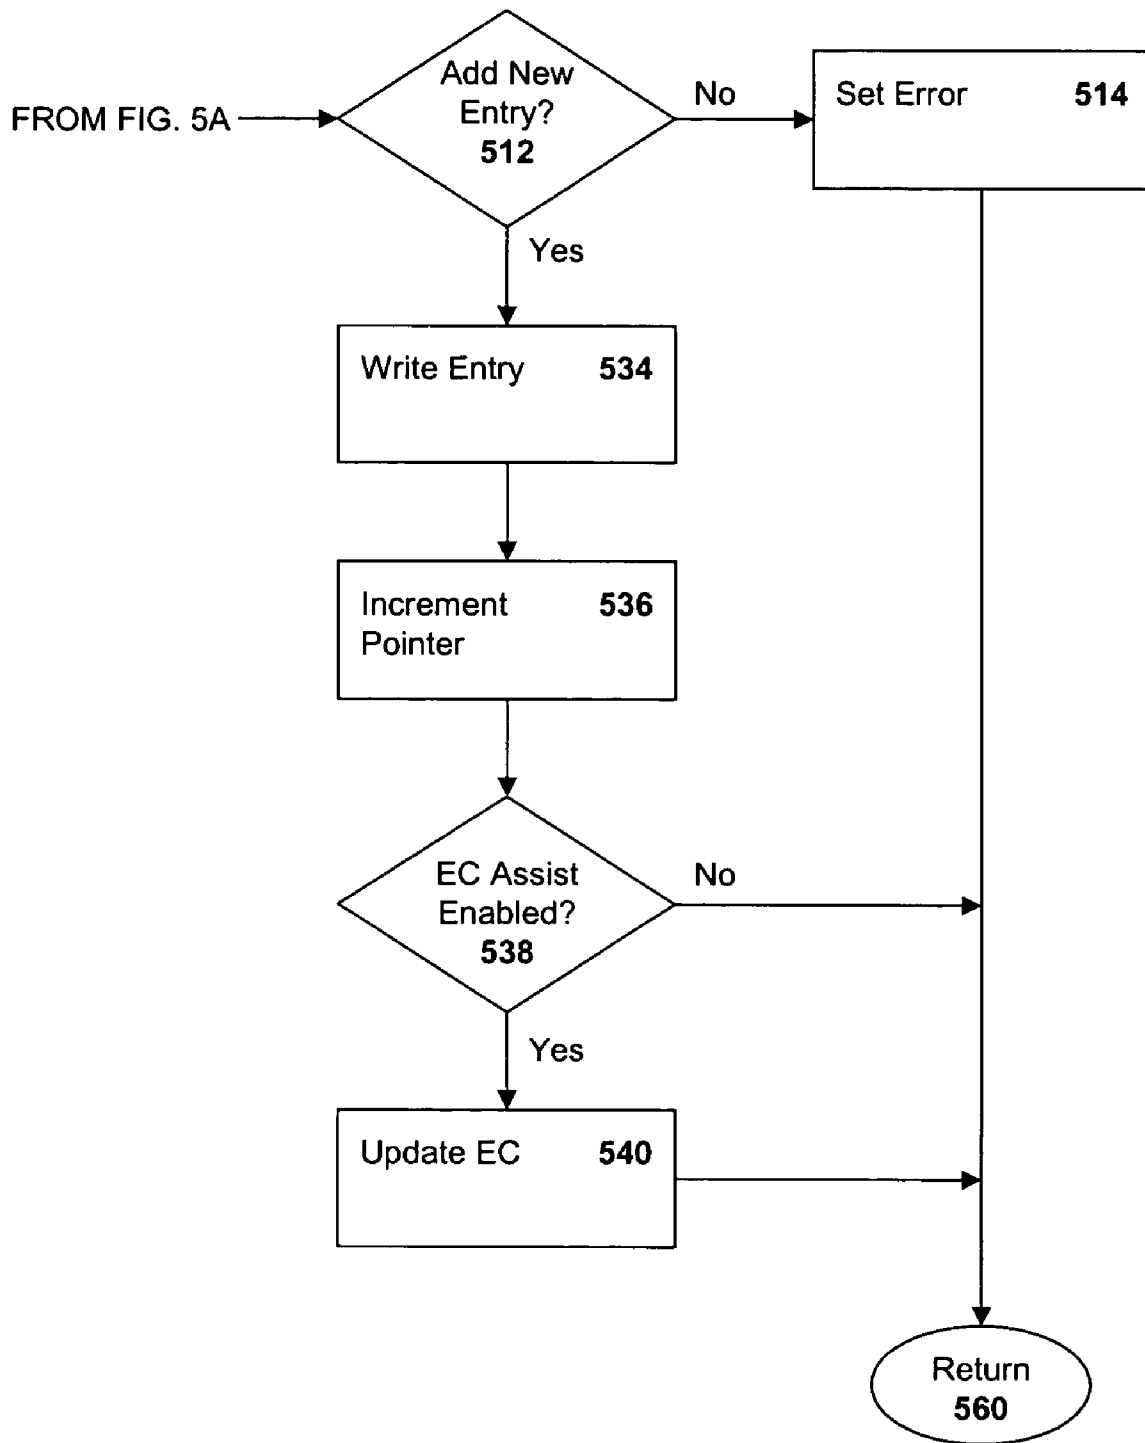 Add New
Entry?
512
FROM FIG. 5A
No
Set Error 514
Yes
Write Entry 534
Increment 536
Pointer
EC Assist
Enabled?
538
No
Yes
Update EC 540
Return
560